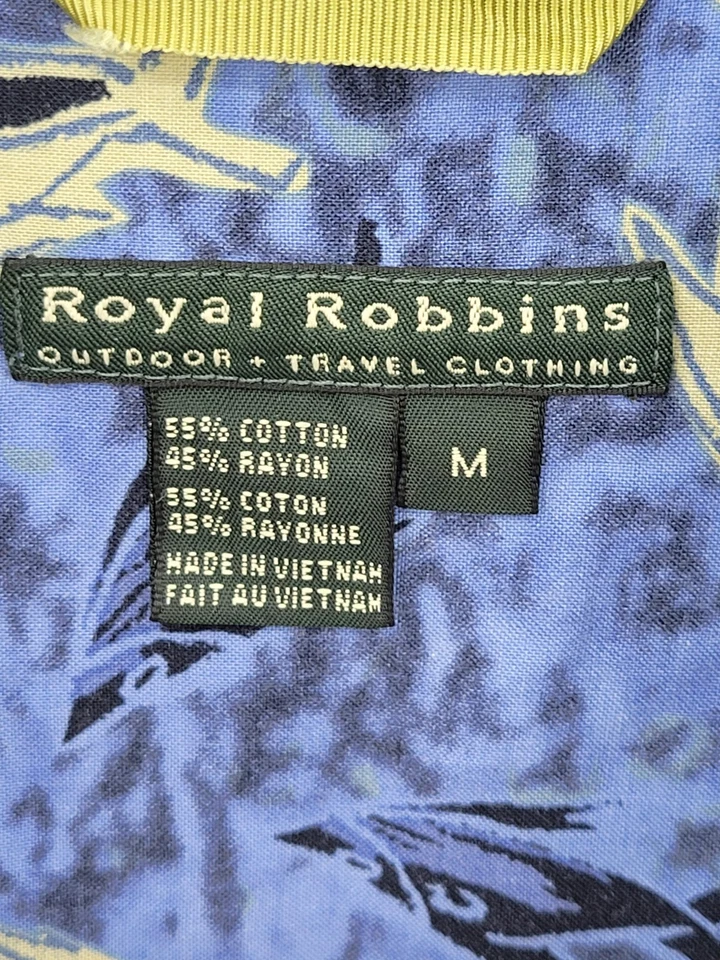 Royal Robbins
OUTDOOR + TRAVEL CLOTHING
55% COTTON
45% RAYON
M
55% COTON
45% RAYONNE
MADE IN VIETNAM
FAIT AU VIETNAM